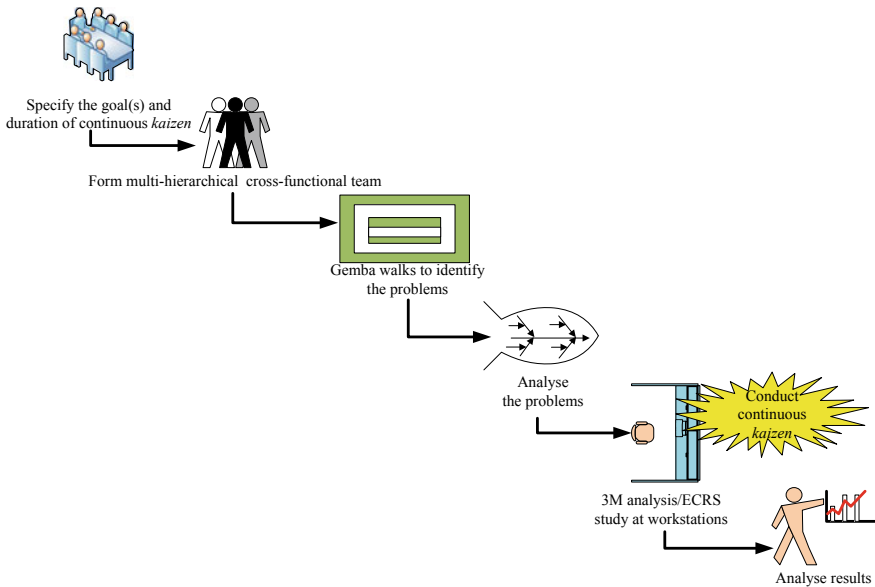 Specify the goal(s) and
duration of continuous kaizen
Form multi-hierarchical cross-functional team
Gemba walks to identify
the problems
Analyse
the problems
Conduct
continuous
kaizen
3M analysis/ECRS
study at workstations
Analyse results